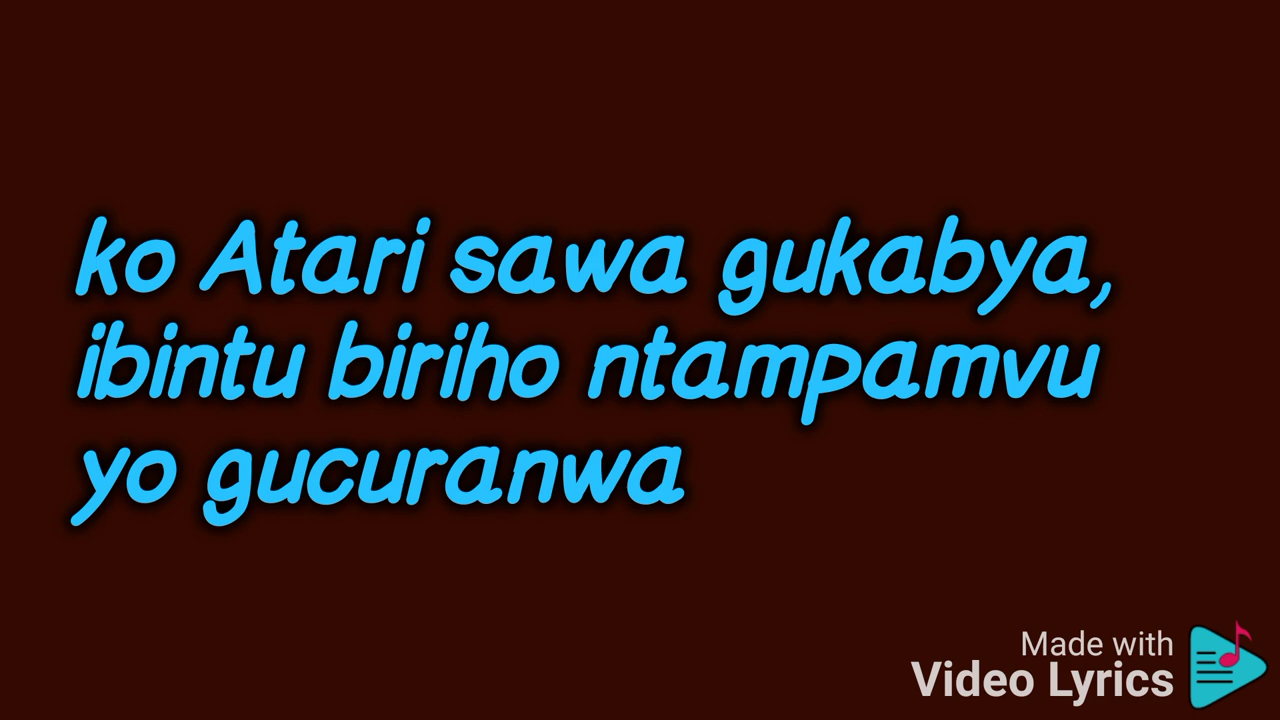 ko Atari sawa gukabya,
ibintu biriho ntampamvu
yo gucuranwa
Made with
Video Lyrics